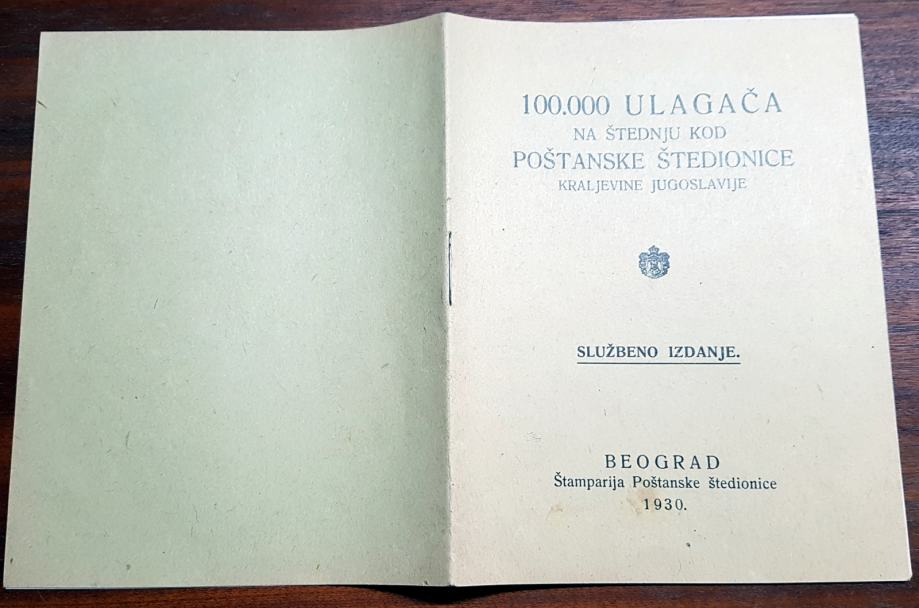 100.000 ULAGAČA
NA ŠTEDNJU KOD
POŠTANSKE ŠTEDIONICE
KRALJEVINE JUGOSLAVIJE
SLUŽBENO IZDANJE.
BEOGRAD
Štamparija Poštanske štedionice
1930.